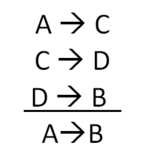 A → C
C → D
D → B
A→B